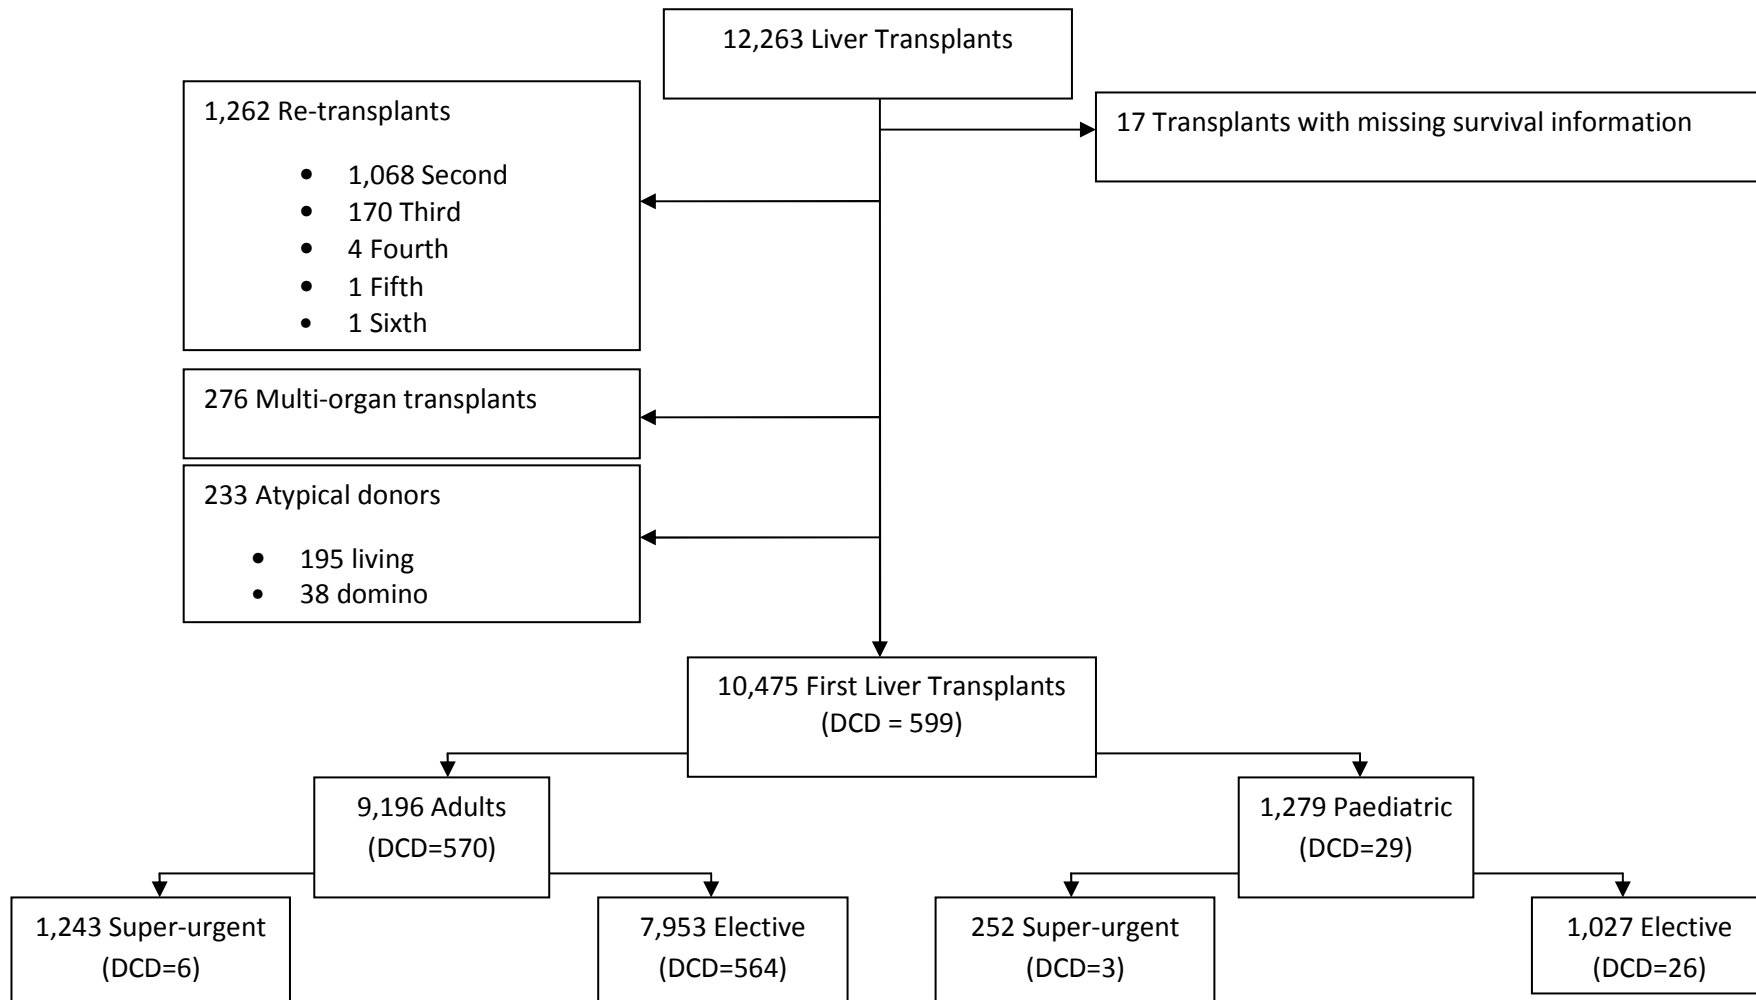 12,263 Liver Transplants
1,262 Re-transplants
• 1,068 Second
• 170 Third
• 4 Fourth
• 1 Fifth
• 1 Sixth
17 Transplants with missing survival information
276 Multi-organ transplants
233 Atypical donors
• 195 living
• 38 domino
10,475 First Liver Transplants
(DCD = 599)
9,196 Adults
(DCD=570)
1,279 Paediatric
(DCD=29)
1,243 Super-urgent
(DCD=6)
7,953 Elective
(DCD=564)
252 Super-urgent
(DCD=3)
1,027 Elective
(DCD=26)